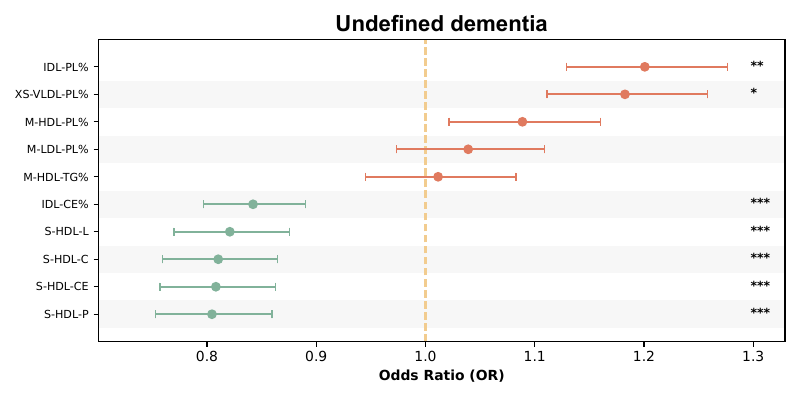 Undefined dementia
IDL-PL% **
XS-VLDL-PL% *
M-HDL-PL%
M-LDL-PL%
M-HDL-TG%
IDL-CE% ***
S-HDL-L ***
S-HDL-C ***
S-HDL-CE ***
S-HDL-P ***
0.8 0.9 1.0 1.1 1.2 1.3
Odds Ratio (OR)